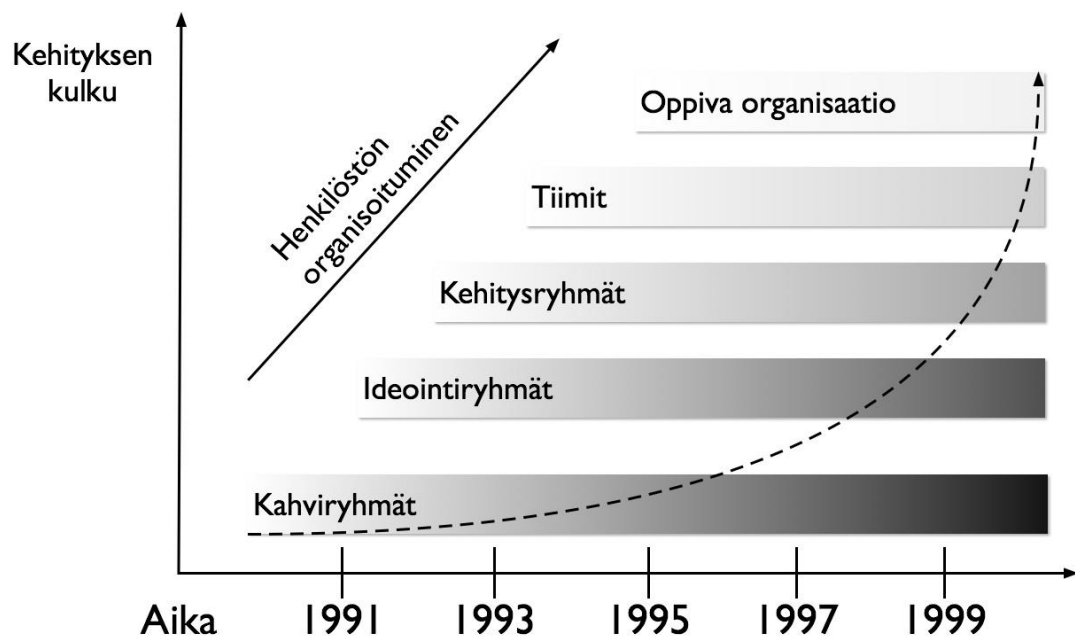 Kehityksen
kulku
Henkilöstön
organisoituminen
Oppiva organisaatio
Tiimit
Kehitysryhmät
Ideointiryhmät
Kahviryhmät
Aika 1991 1993 1995 1997 1999